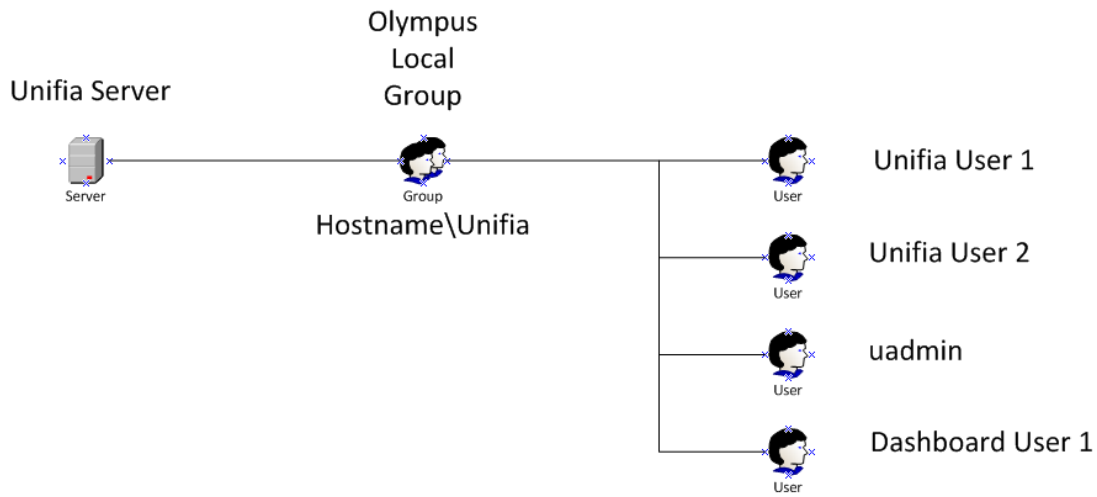 Olympus
Local
Group
Unifia Server
Server
Group
Hostname\Unifia
User
Unifia User 1
User
Unifia User 2
User
uadmin
User
Dashboard User 1